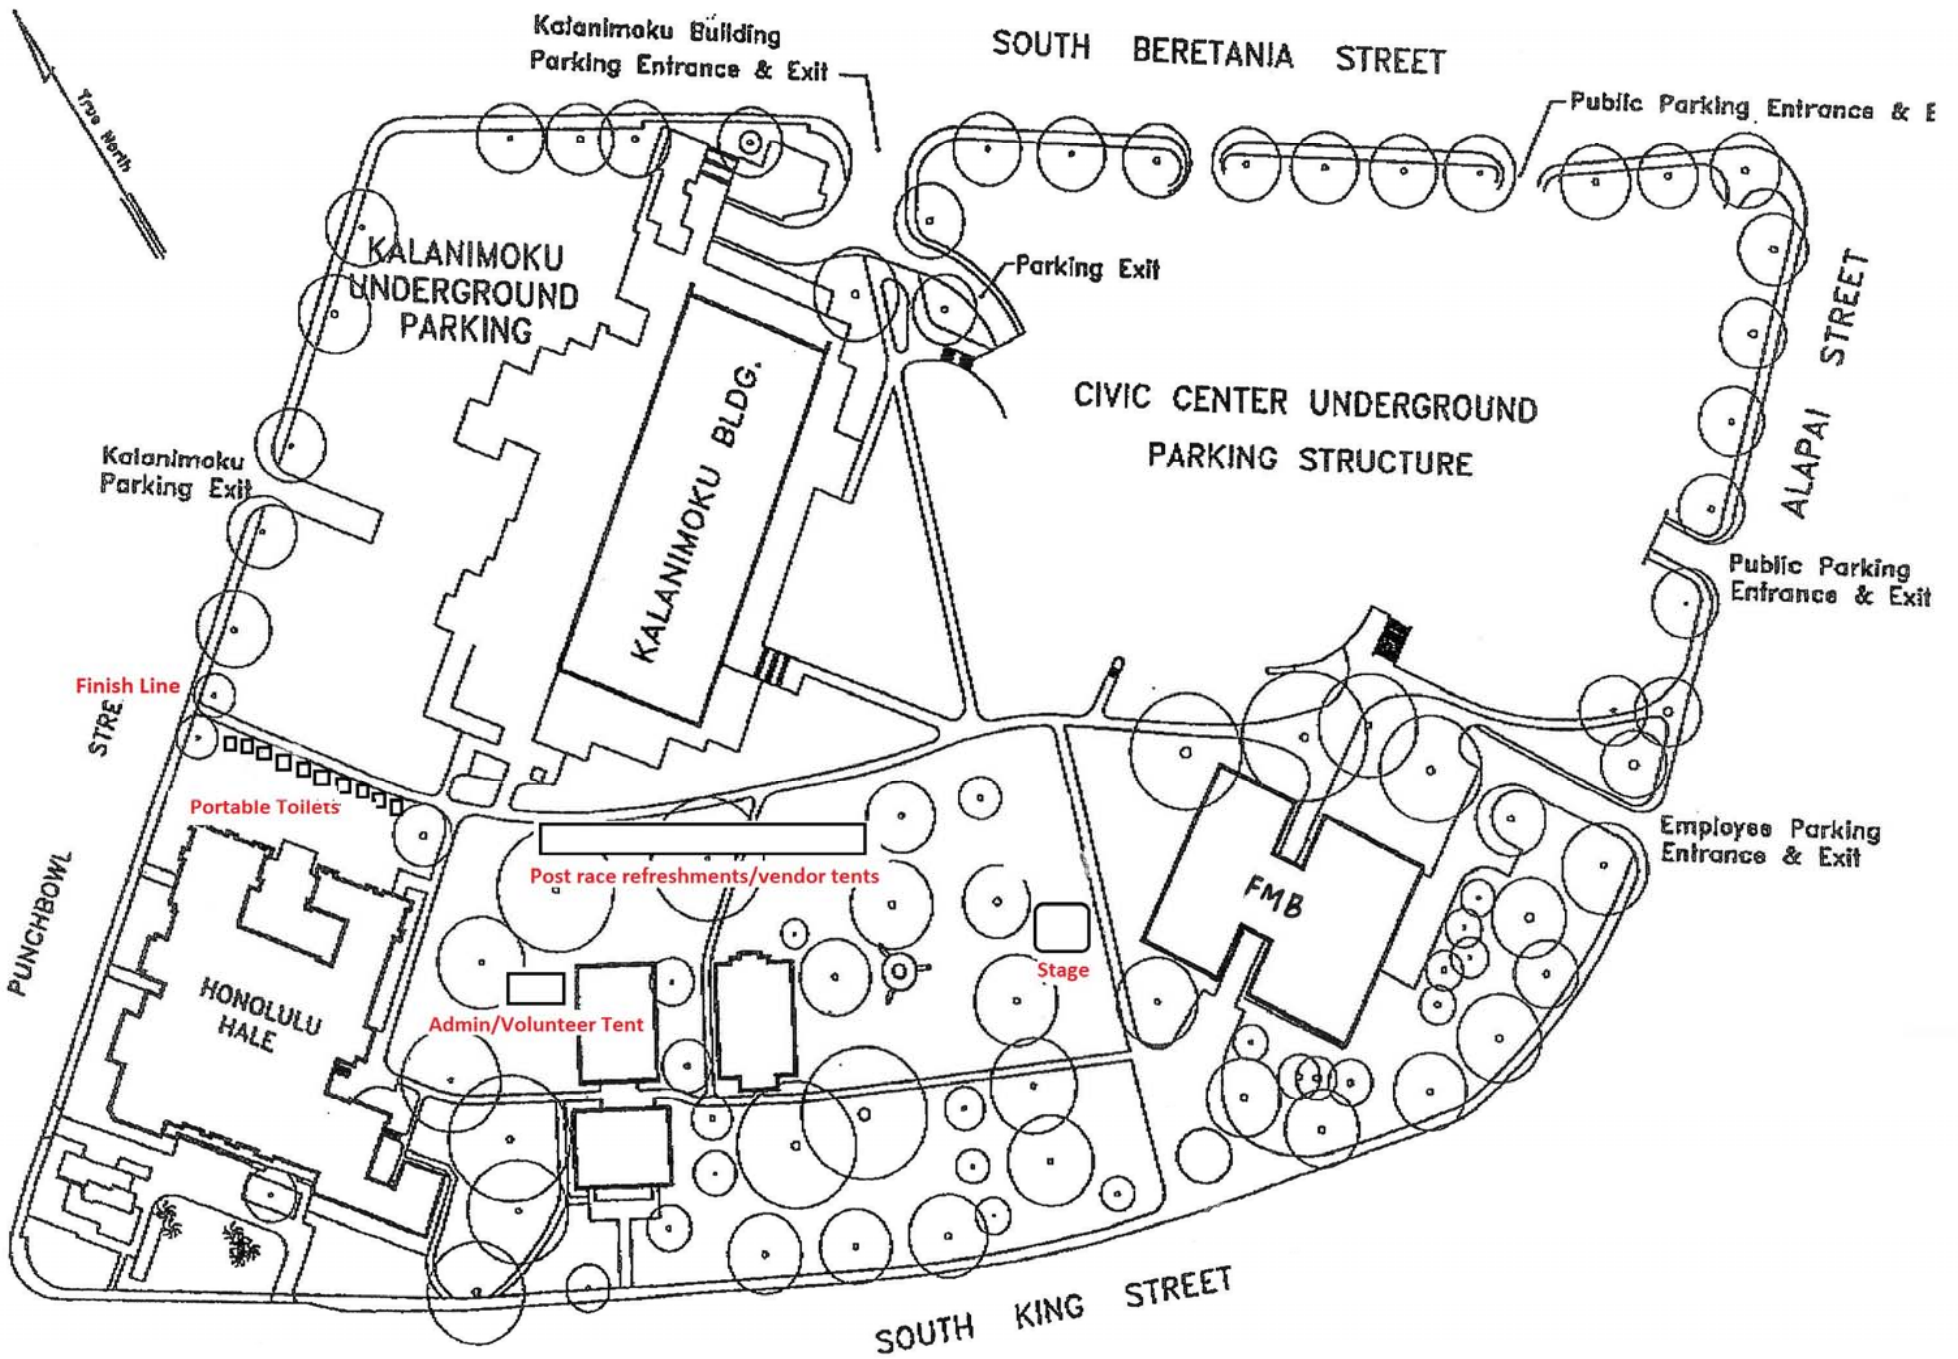 Kalanimoku Building
Parking Entrance & Exit
SOUTH BERETANIA STREET
Public Parking Entrance & E
True North
KALANIMOKU
UNDERGROUND
PARKING
Parking Exit
ALAPAI STREET
CIVIC CENTER UNDERGROUND
PARKING STRUCTURE
KALANIMOKU BLDG.
Kalanimoku
Parking Exit
Public Parking
Entrance & Exit
Finish Line
PUNCHBOWL STRE
Portable Toilets
Employee Parking
Entrance & Exit
Post race refreshments/vendor tents
FMB
Stage
HONOLULU
HALE
Admin/Volunteer Tent
SOUTH KING STREET